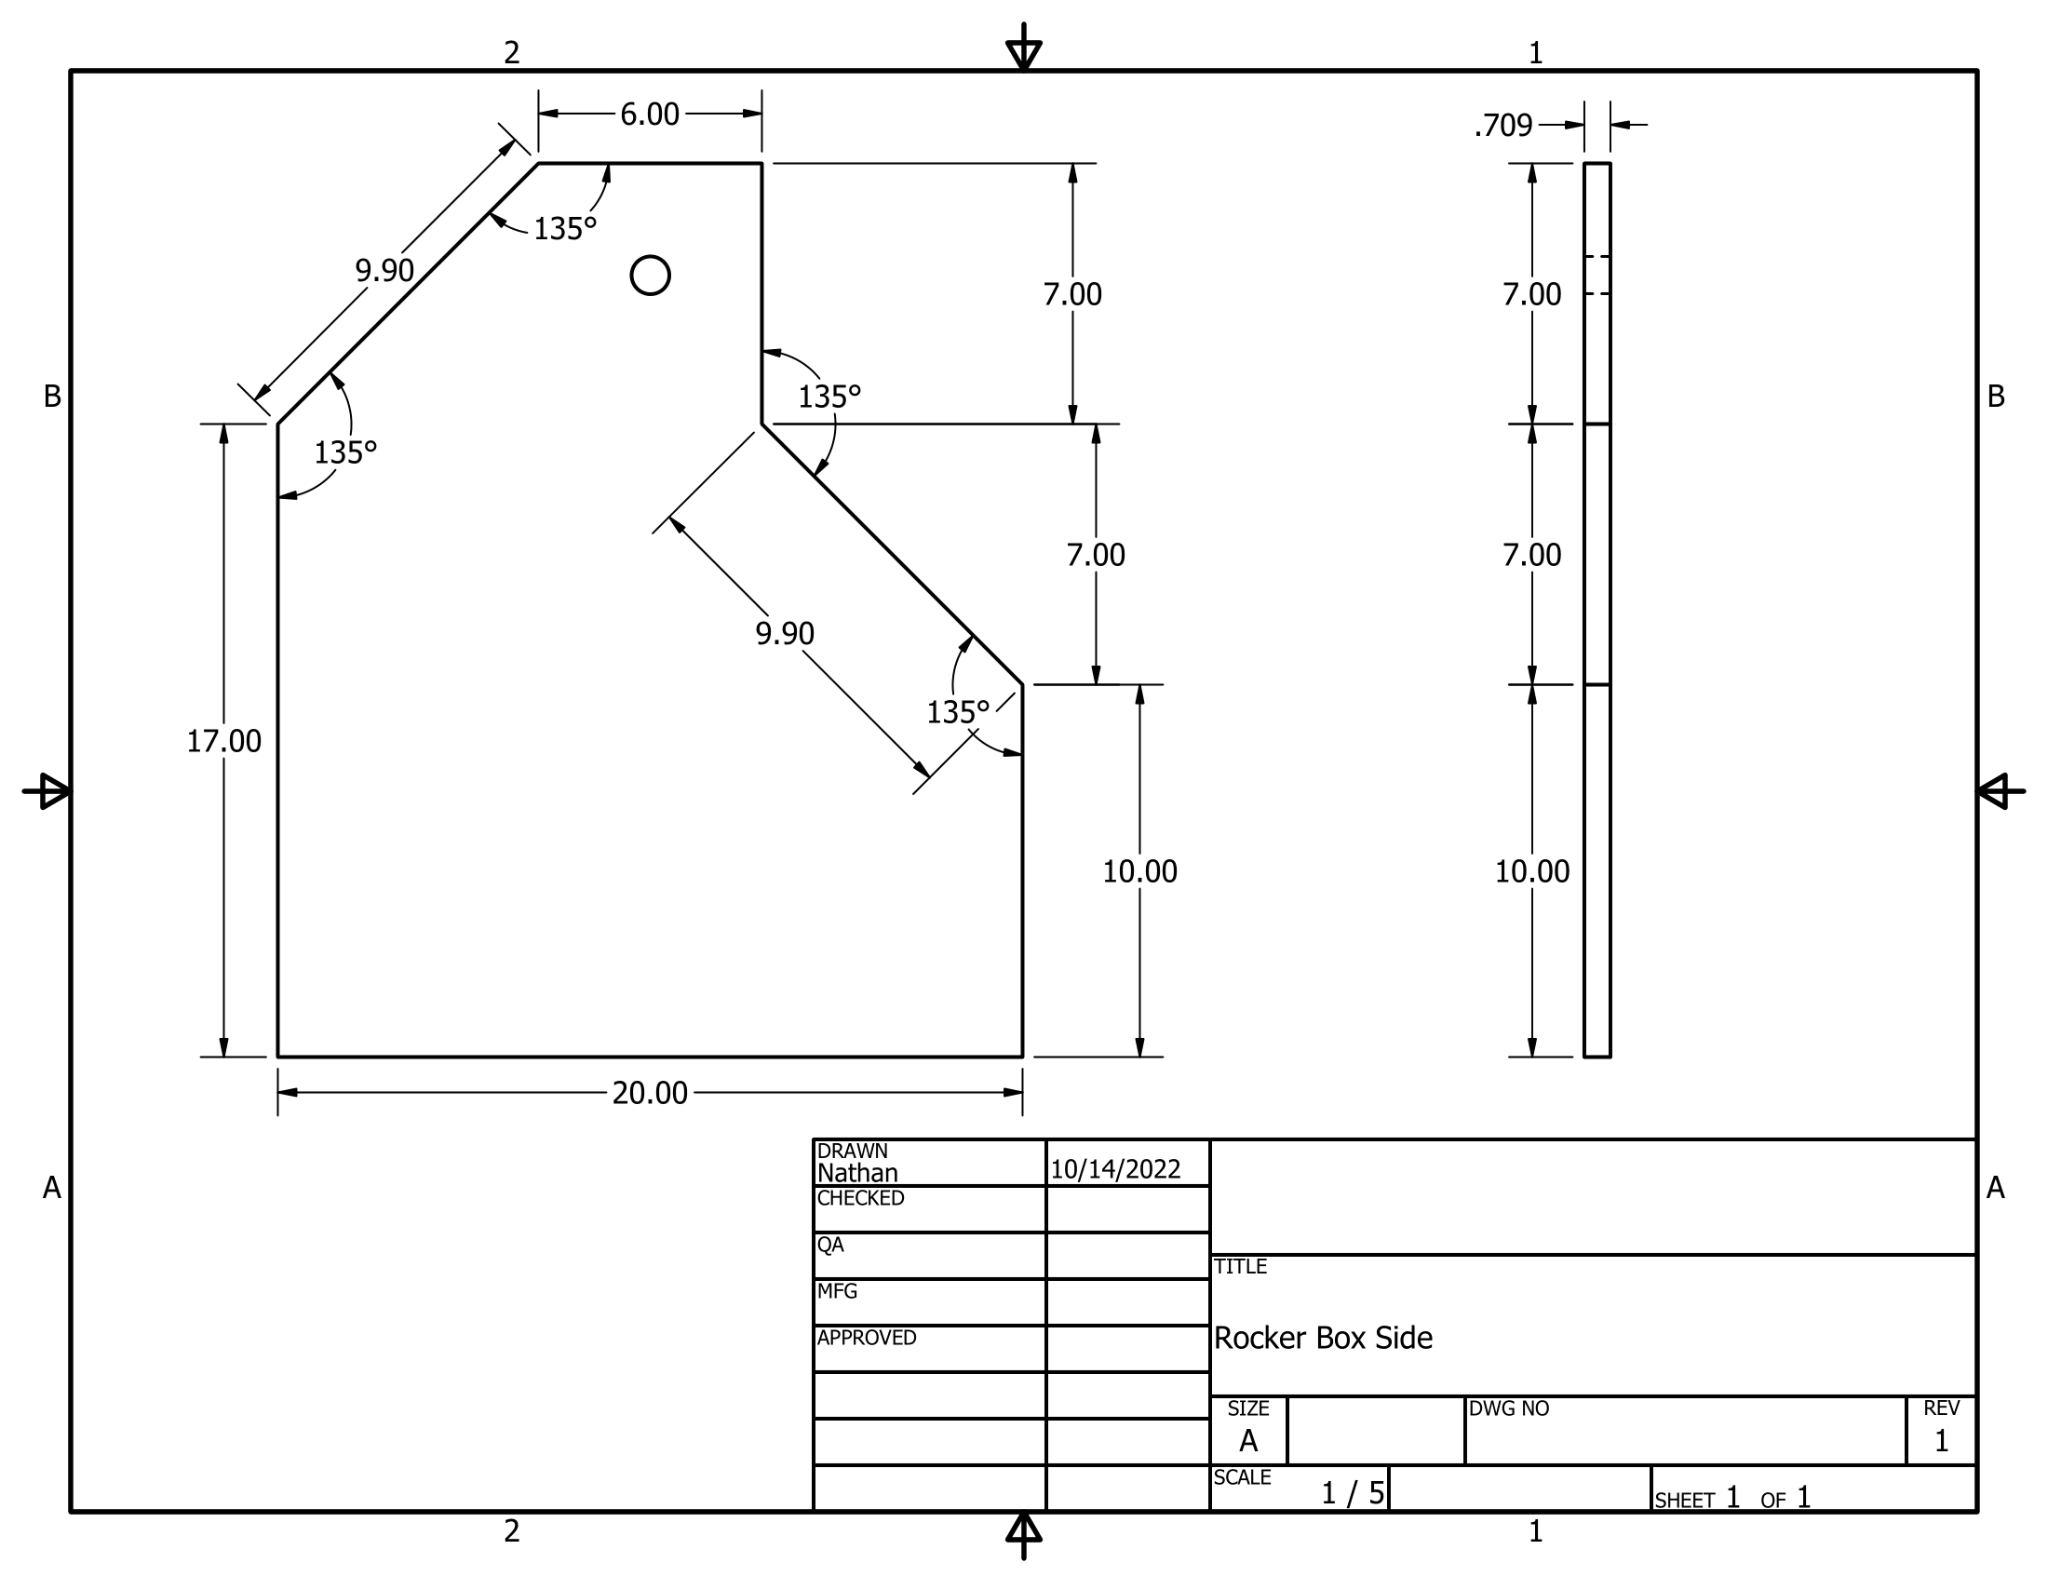 2 1
6.00
.709
135°
9.90
7.00 7.00
B 135° B
135°
7.00 7.00
9.90
135°
17.00
10.00 10.00
20.00
DRAWN
Nathan 10/14/2022
A CHECKED A
QA
TITLE
MFG
APPROVED Rocker Box Side
SIZE DWG NO REV
A 1
SCALE 1 / 5 SHEET 1 OF 1
2 1